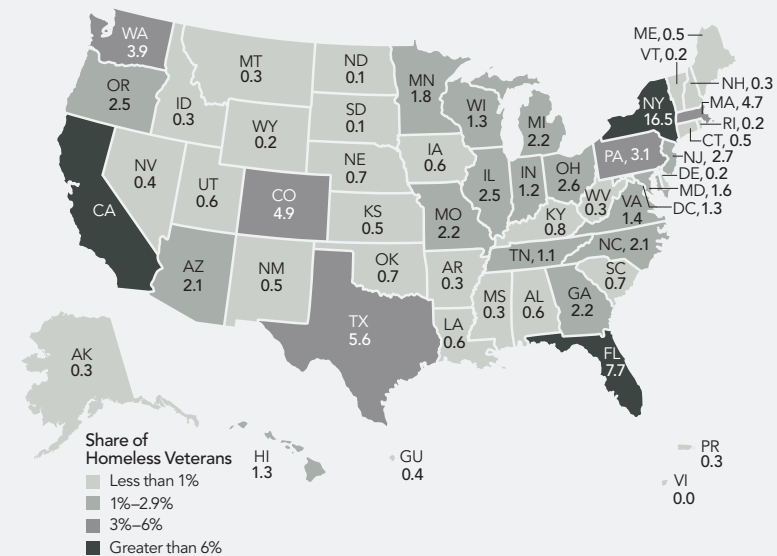 WA
3.9
OR
2.5
CA
NV
0.4
ID
0.3
MT
0.3
WY
0.2
UT
0.6
CO
4.9
AZ
2.1
NM
0.5
ND
0.1
SD
0.1
NE
0.7
KS
0.5
OK
0.7
TX
5.6
MN
1.8
IA
0.6
MO
2.2
AR
0.3
LA
0.6
WI
1.3
IL
2.5
MI
2.2
IN
1.2
OH
2.6
KY
0.8
TN, 1.1
MS
0.3
AL
0.6
GA
2.2
FL
7.7
SC
0.7
NC, 2.1
VA
1.4
WV
0.3
PA, 3.1
NY
16.5
ME, 0.5
VT, 0.2
NH, 0.3
MA, 4.7
RI, 0.2
CT, 0.5
NJ, 2.7
DE, 0.2
MD, 1.6
DC, 1.3
AK
0.3
HI
1.3
GU
0.4
PR
0.3
VI
0.0
Share of
Homeless Veterans
Less than 1%
1%–2.9%
3%–6%
Greater than 6%